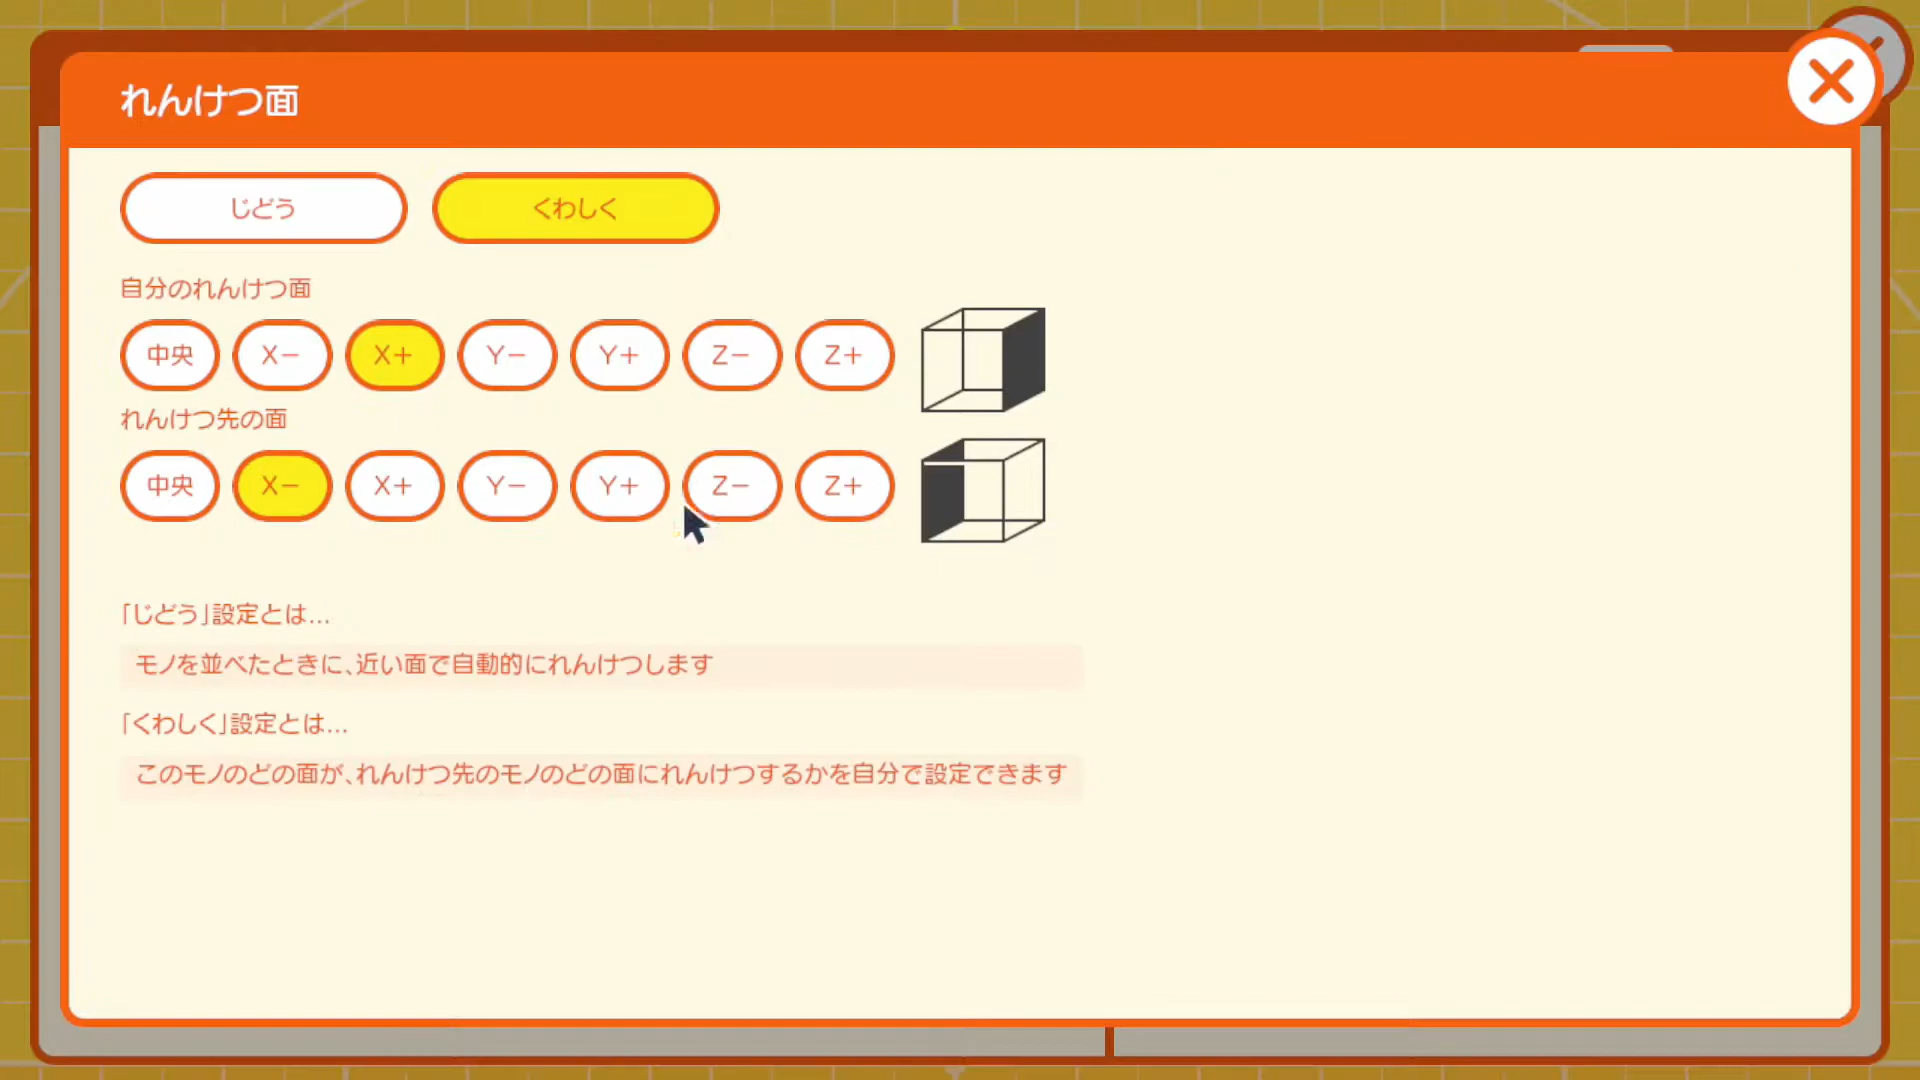 れんけつ面
じどう くわしく
自分のれんけつ面
中央 X− X+ Y− Y+ Z− Z+
れんけつ先の面
中央 X− X+ Y− Y+ Z− Z+
「じどう」設定とは…
モノを並べたときに、近い面で自動的にれんけつします
「くわしく」設定とは…
このモノのどの面が、れんけつ先のモノのどの面にれんけつするかを自分で設定できます